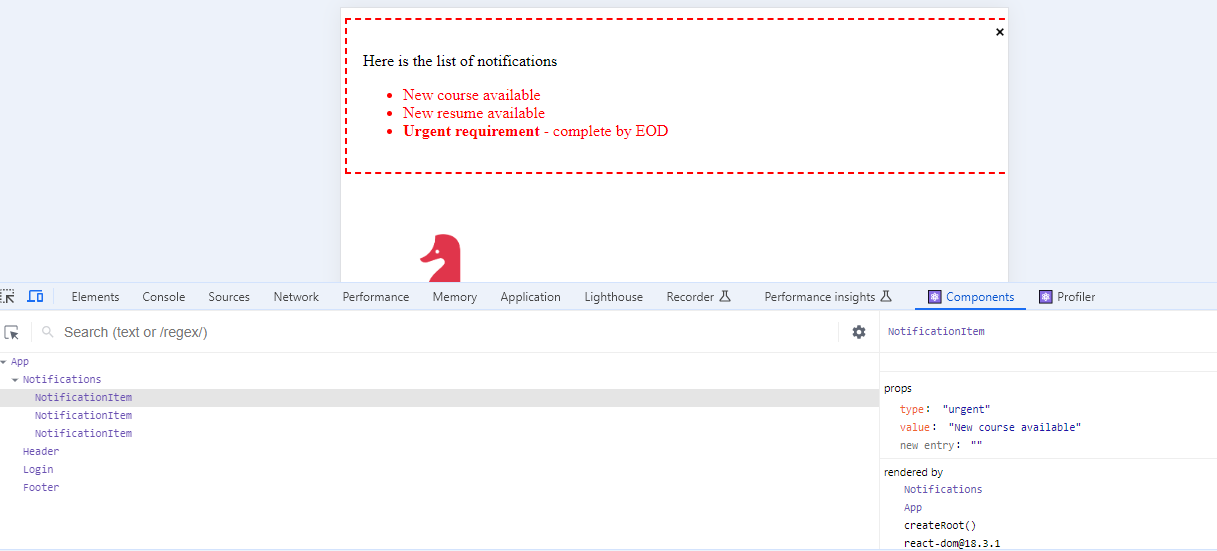 ×
Here is the list of notifications
New course available
New resume available
Urgent requirement - complete by EOD
Elements Console Sources Network Performance Memory Application Lighthouse Recorder Performance insights Components Profiler
Search (text or /regex/)
NotificationItem
App
Notifications
NotificationItem
NotificationItem
NotificationItem
Header
Login
Footer
props
type: "urgent"
value: "New course available"
new entry: ""
rendered by
Notifications
App
createRoot()
react-dom@18.3.1